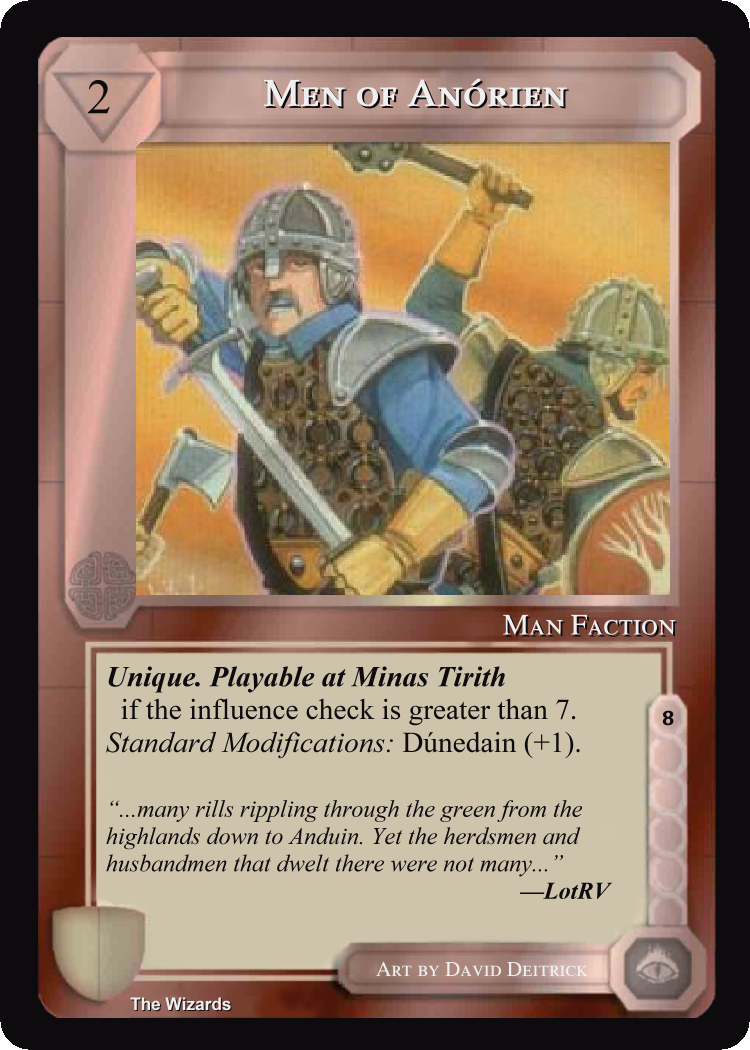 2
Men of Anórien
Man Faction
Unique. Playable at Minas Tirith
if the influence check is greater than 7.
Standard Modifications: Dúnedain (+1).
8
“...many rills rippling through the green from the
highlands down to Anduin. Yet the herdsmen and
husbandmen that dwelt there were not many...”
—LotRV
Art by David Deitrick
The Wizards